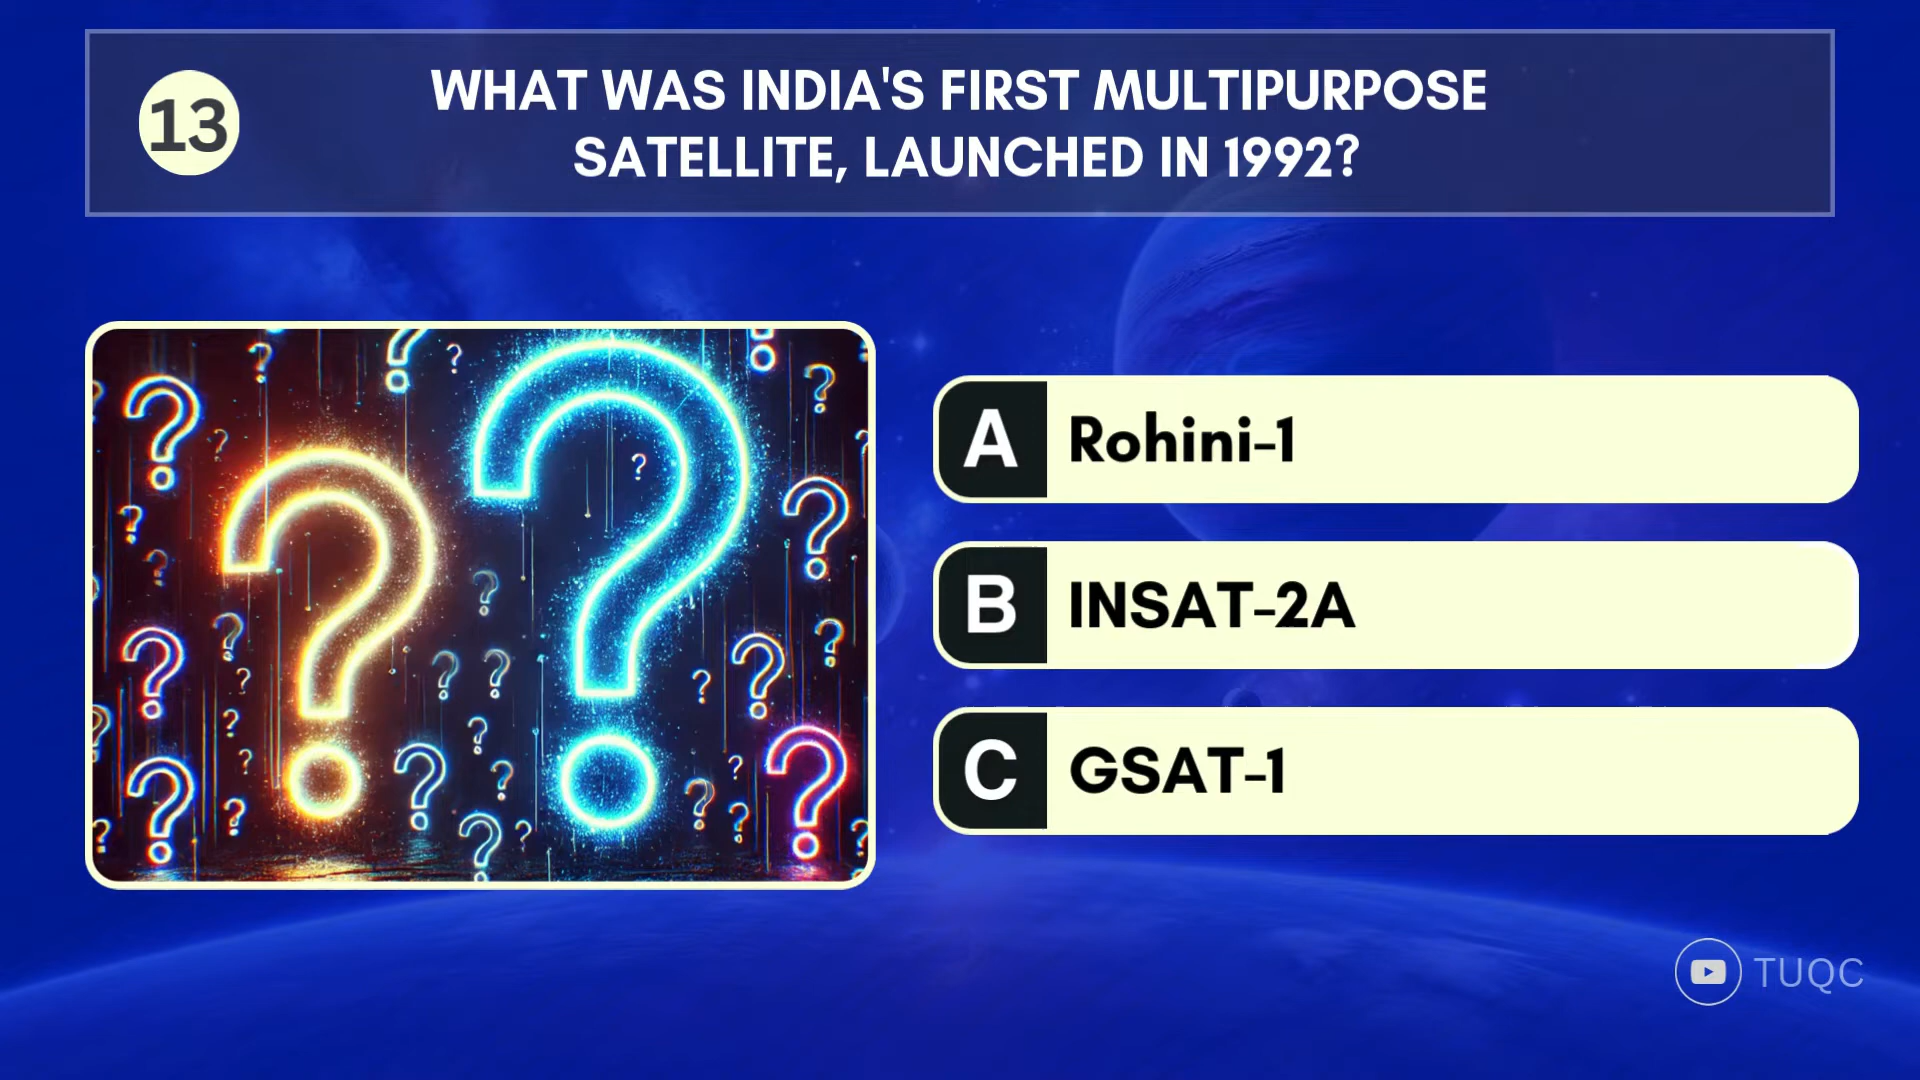 13
WHAT WAS INDIA'S FIRST MULTIPURPOSE
SATELLITE, LAUNCHED IN 1992?
A Rohini-1
B INSAT-2A
C GSAT-1
TUQC